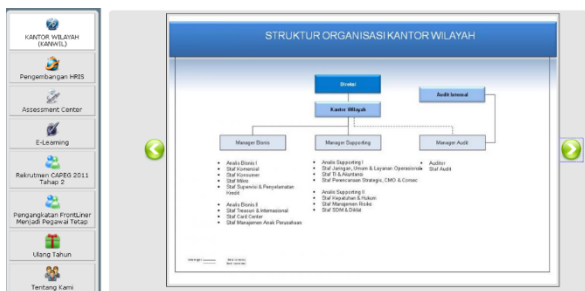 KANTOR WILAYAH
(KANWIL)
Pengembangan HRIS
Assessment Center
E-Learning
Rekrutmen CAPEG 2011
Tahap 2
Pengangkatan FrontLiner
Menjadi Pegawai Tetap
Ulang Tahun
Tentang Kami
STRUKTUR ORGANISASI KANTOR WILAYAH
Direksi
Audit Internal
Kantor Wilayah
Manager Bisnis
Manager Supporting
Manager Audit
• Analis Bisnis I
• Staf Komersial
• Staf Konsumer
• Staf Mikro
• Staf Supervisi & Penyelamatan
Kredit
• Analis Bisnis II
• Staf Treasuri & Internasional
• Staf Card Center
• Staf Manajemen Anak Perusahaan
• Analis Supporting I
• Staf Jaringan, Umum & Layanan Operasional
• Staf TI & Akuntansi
• Staf Perencanaan Strategis, CMO &
• Analis Supporting II
• Staf Kepatuhan & Hukum
• Staf Manajemen Risiko
• Staf SDM & Diklat
• Auditor
• Staf Audit